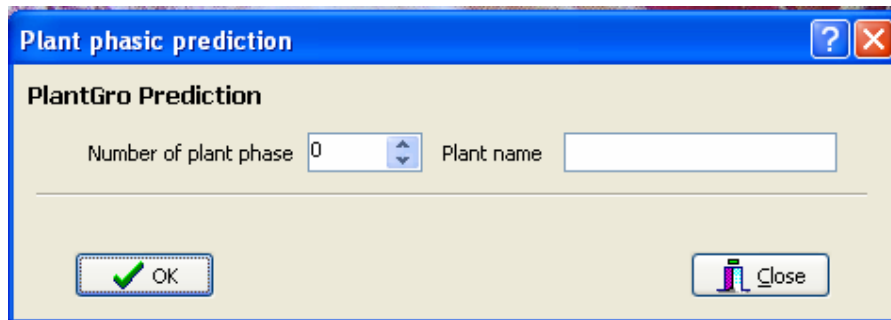 Plant phasic prediction ?
PlantGro Prediction
Number of plant phase 0 Plant name
OK Close